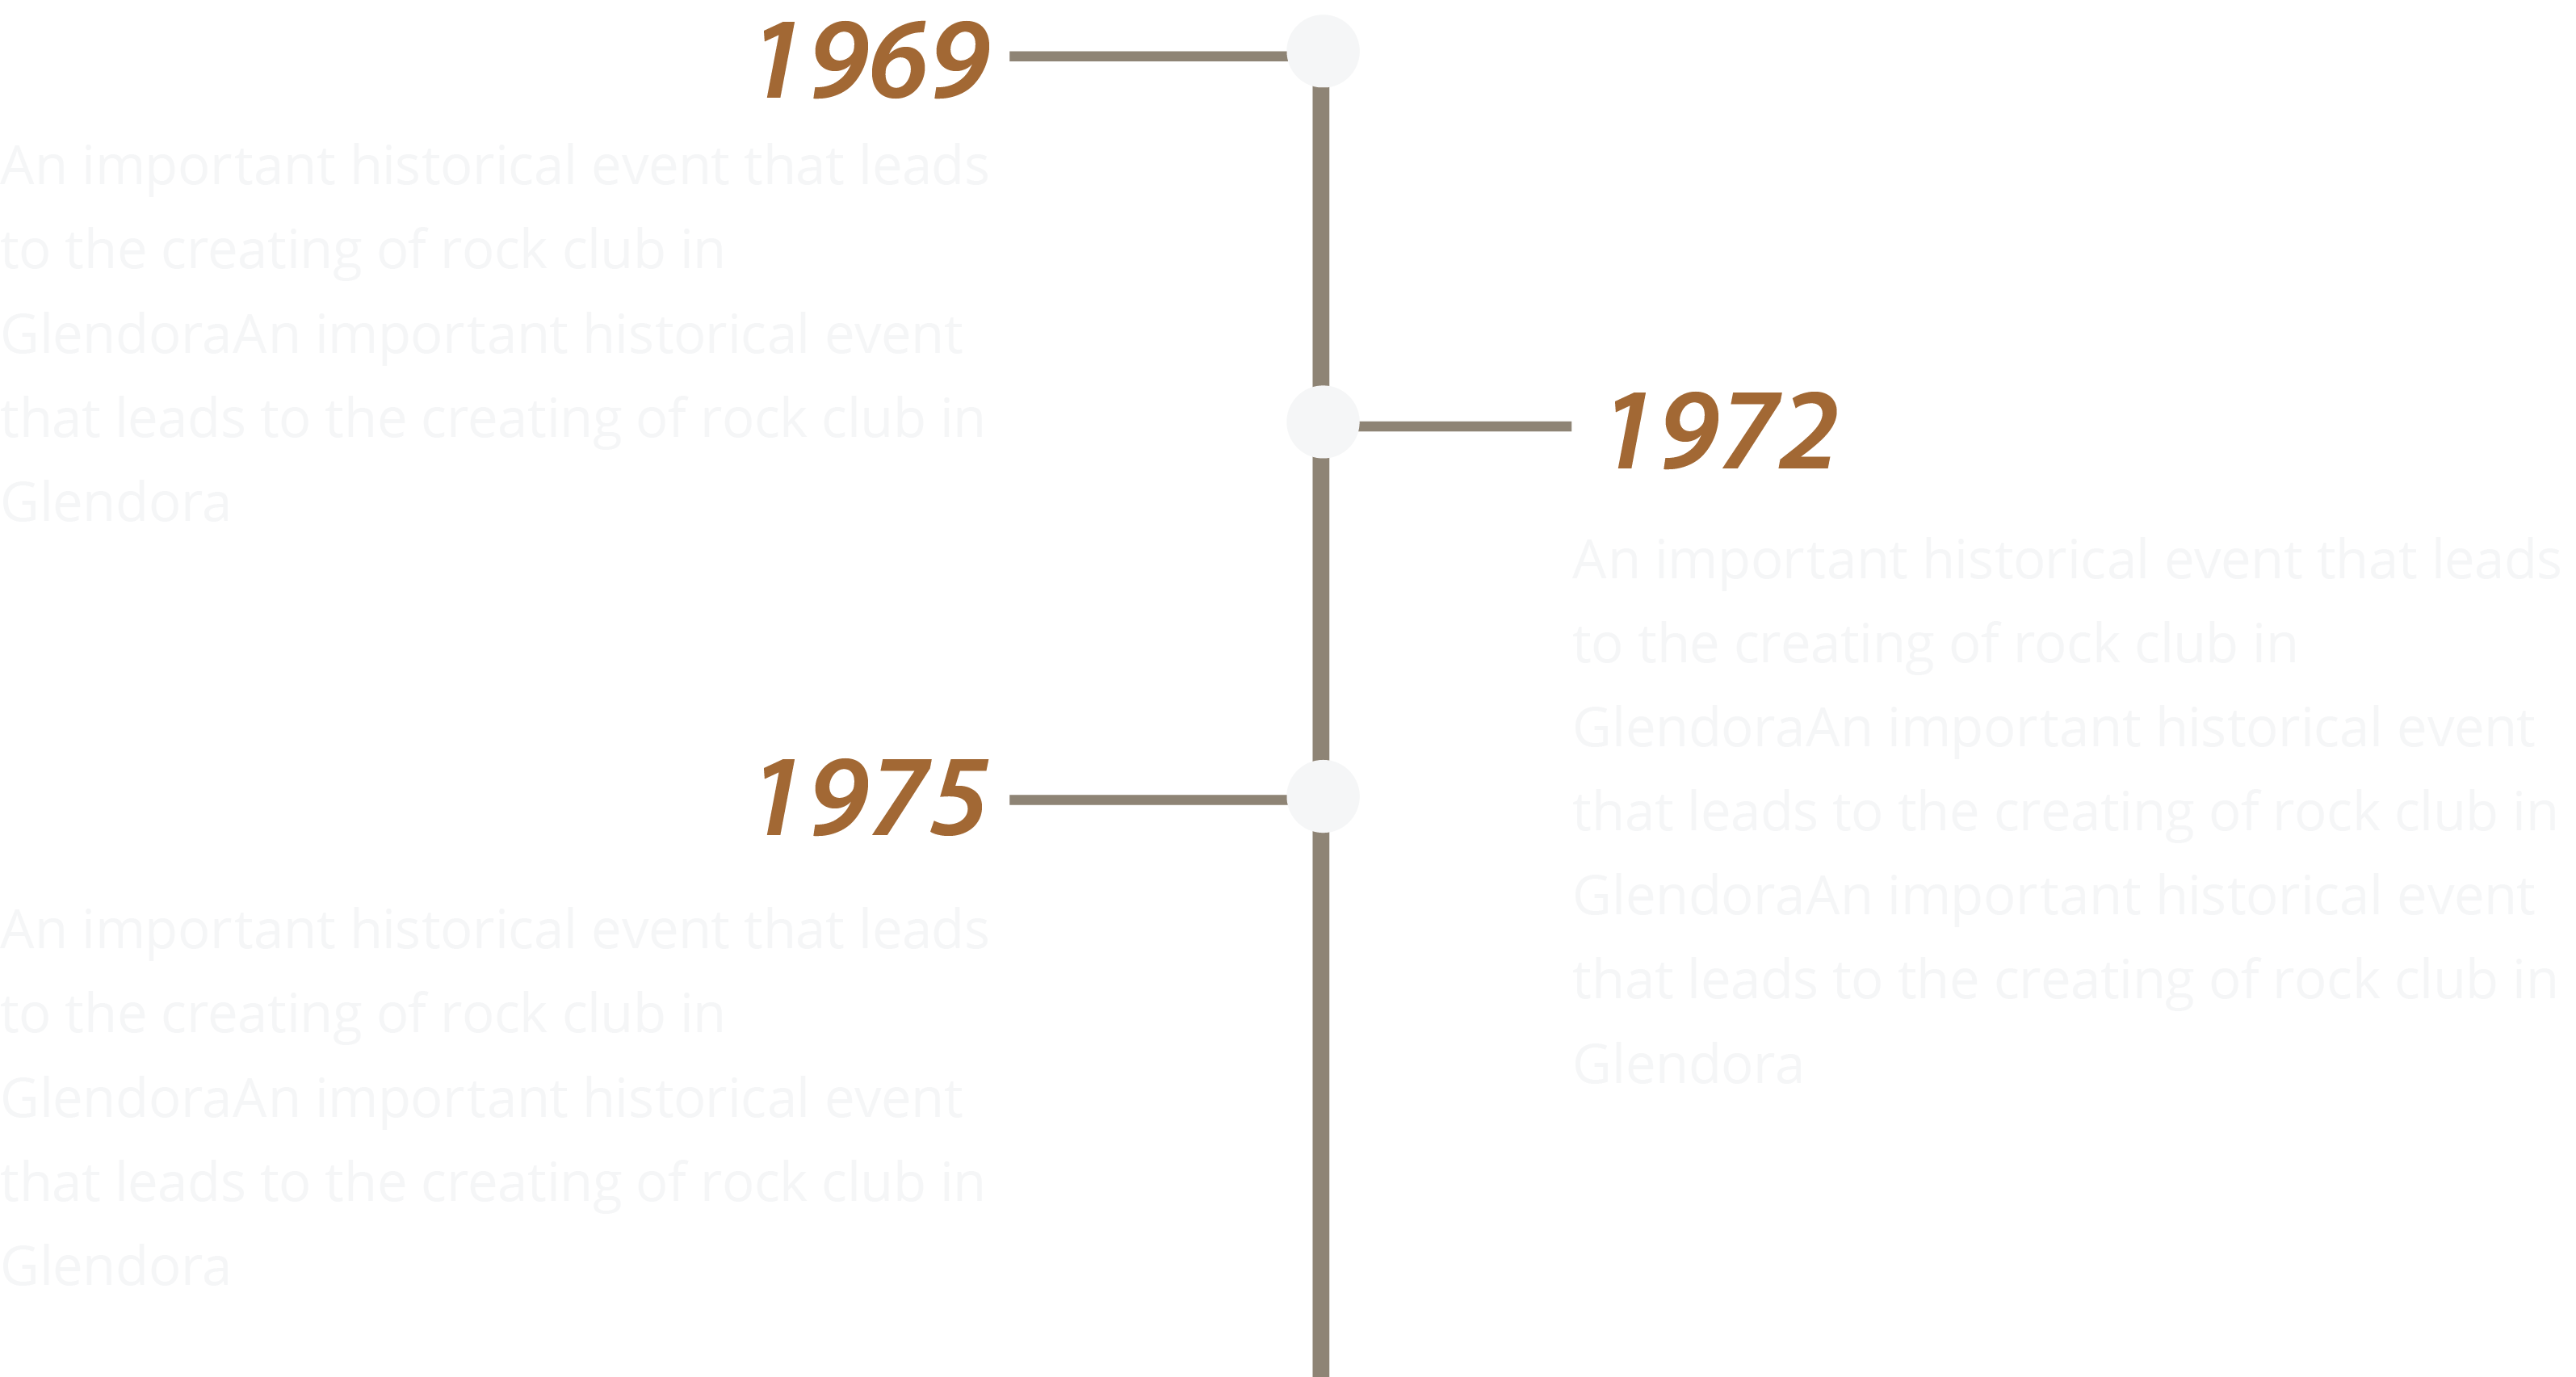 1969
An important historical event that leads
to the creating of rock club in
GlendoraAn important historical event
that leads to the creating of rock club in
Glendora
1972
An important historical event that leads
to the creating of rock club in
GlendoraAn important historical event
that leads to the creating of rock club in
GlendoraAn important historical event
that leads to the creating of rock club in
Glendora
1975
An important historical event that leads
to the creating of rock club in
GlendoraAn important historical event
that leads to the creating of rock club in
Glendora